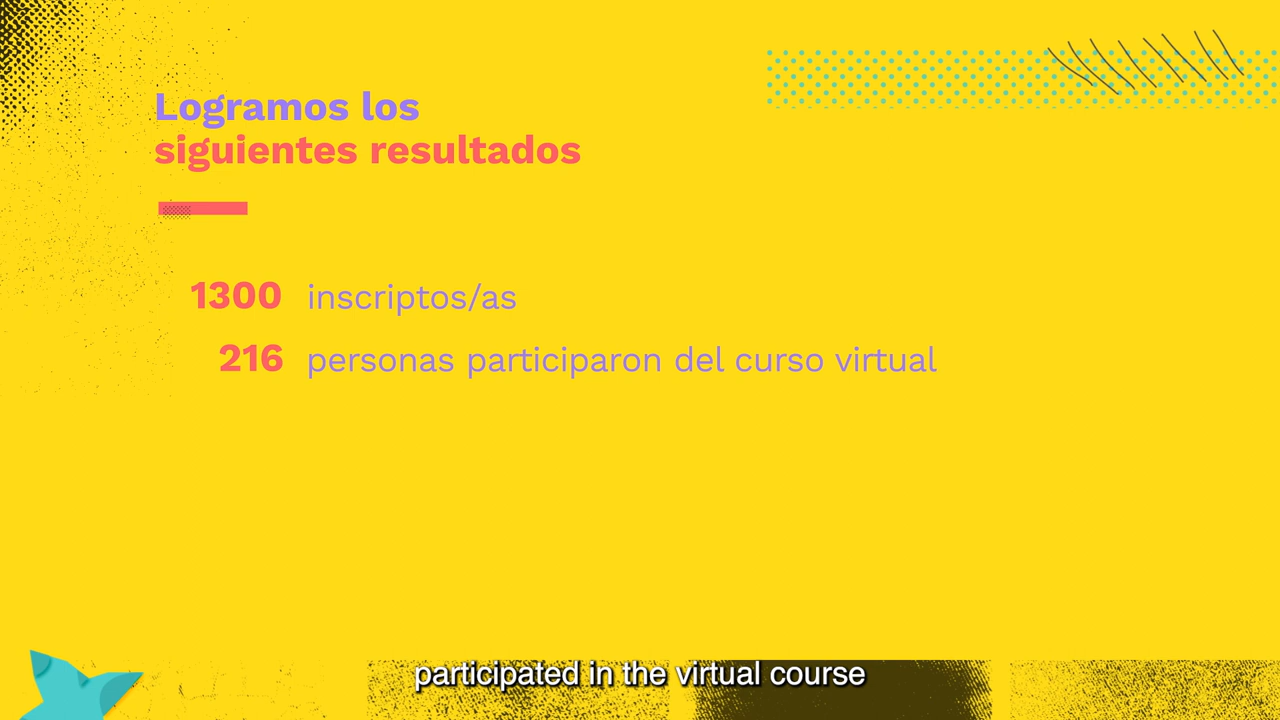 Logramos los
siguientes resultados
1300 inscriptos/as
216 personas participaron del curso virtual
participated in the virtual course